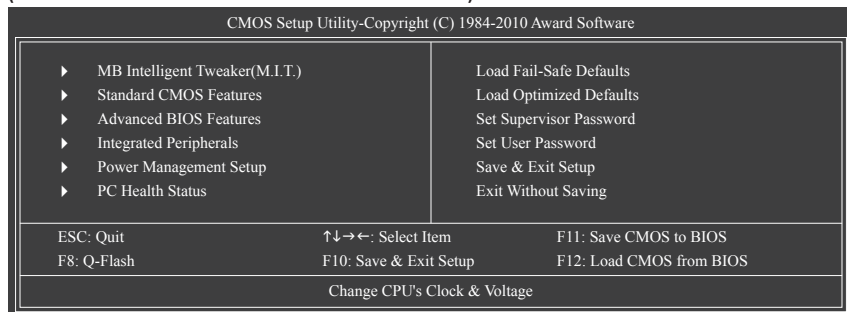 CMOS Setup Utility-Copyright (C) 1984-2010 Award Software
MB Intelligent Tweaker(M.I.T.)
Standard CMOS Features
Advanced BIOS Features
Integrated Peripherals
Power Management Setup
PC Health Status
Load Fail-Safe Defaults
Load Optimized Defaults
Set Supervisor Password
Set User Password
Save & Exit Setup
Exit Without Saving
ESC: Quit ↑↓→←: Select Item F11: Save CMOS to BIOS
F8: Q-Flash F10: Save & Exit Setup F12: Load CMOS from BIOS
Change CPU's Clock & Voltage